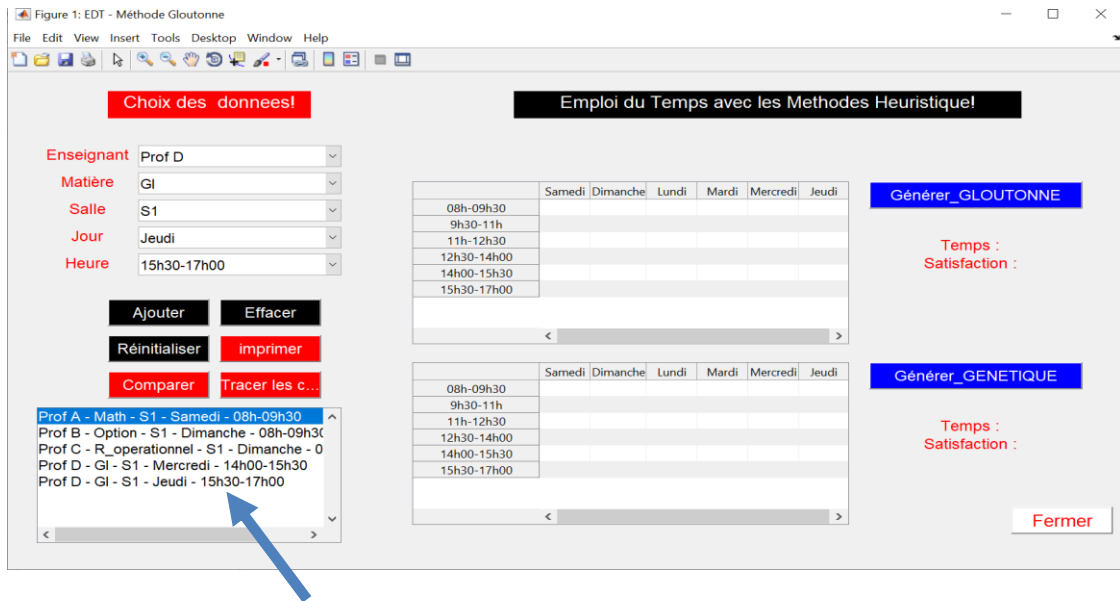 Figure 1: EDT - Méthode Gloutonne
File Edit View Insert Tools Desktop Window Help
Choix des donnees!
Emploi du Temps avec les Methodes Heuristique!
Enseignant Prof D
Matière GI
Salle S1
Jour Jeudi
Heure 15h30-17h00
Ajouter Effacer
Réinitialiser imprimer
Comparer Tracer les c...
Prof A - Math - S1 - Samedi - 08h-09h30
Prof B - Option - S1 - Dimanche - 08h-09h30
Prof C - R_operationnel - S1 - Dimanche - 0
Prof D - GI - S1 - Mercredi - 14h00-15h30
Prof D - GI - S1 - Jeudi - 15h30-17h00
Samedi Dimanche Lundi Mardi Mercredi Jeudi
08h-09h30
9h30-11h
11h-12h30
12h30-14h00
14h00-15h30
15h30-17h00
Générer_GLOUTONNE
Temps :
Satisfaction :
Samedi Dimanche Lundi Mardi Mercredi Jeudi
08h-09h30
9h30-11h
11h-12h30
12h30-14h00
14h00-15h30
15h30-17h00
Générer_GENETIQUE
Temps :
Satisfaction :
Fermer